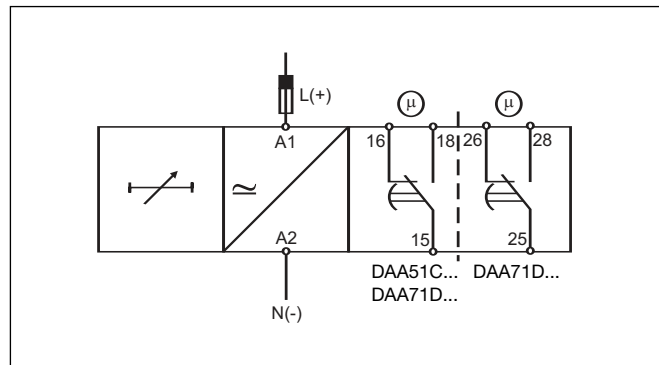 L(+)
μ μ
A1 16 18 26 28
≃
A2 15 25
DAA51C... DAA71D...
DAA71D...
N(-)